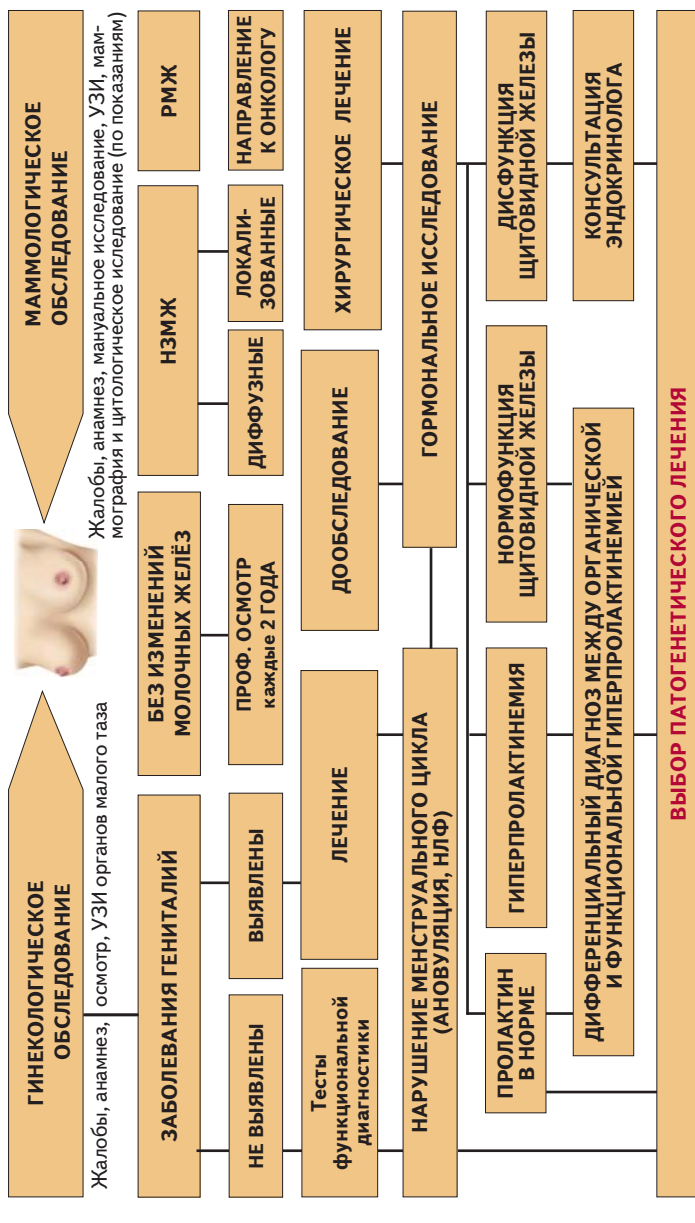 ГИНЕКОЛОГИЧЕСКОЕ
ОБСЛЕДОВАНИЕ
МАММОЛОГИЧЕСКОЕ
ОБСЛЕДОВАНИЕ
Жалобы, анамнез, осмотр, УЗИ органов малого таза
Жалобы, анамнез, мануальное исследование, УЗИ, мам-
мография и цитологическое иследование (по показаниям)
ЗАБОЛЕВАНИЯ ГЕНИТАЛИЙ
БЕЗ ИЗМЕНЕНИЙ
МОЛОЧНЫХ ЖЕЛЁЗ
НЗМЖ
РМЖ
НЕ ВЫЯВЛЕНЫ
ВЫЯВЛЕНЫ
ПРОФ. ОСМОТР
каждые 2 ГОДА
ДИФФУЗНЫЕ
ЛОКАЛИ-
ЗОВАННЫЕ
НАПРАВЛЕНИЕ
К ОНКОЛОГУ
Тесты
функциональной
диагностики
ЛЕЧЕНИЕ
ДООБСЛЕДОВАНИЕ
ХИРУРГИЧЕСКОЕ ЛЕЧЕНИЕ
НАРУШЕНИЕ МЕНСТРУАЛЬНОГО ЦИКЛА
(АНОВУЛЯЦИЯ, НЛФ)
ГОРМОНАЛЬНОЕ ИССЛЕДОВАНИЕ
ПРОЛАКТИН
В НОРМЕ
ГИПЕРПРОЛАКТИНЕМИЯ
НОРМОФУНКЦИЯ
ЩИТОВИДНОЙ ЖЕЛЕЗЫ
ДИСФУНКЦИЯ
ЩИТОВИДНОЙ ЖЕЛЕЗЫ
ДИФФЕРЕНЦИАЛЬНЫЙ ДИАГНОЗ МЕЖДУ ОРГАНИЧЕСКОЙ
И ФУНКЦИОНАЛЬНОЙ ГИПЕРПРОЛАКТИНЕМИЕЙ
КОНСУЛЬТАЦИЯ
ЭНДОКРИНОЛОГА
ВЫБОР ПАТОГЕНЕТИЧЕСКОГО ЛЕЧЕНИЯ